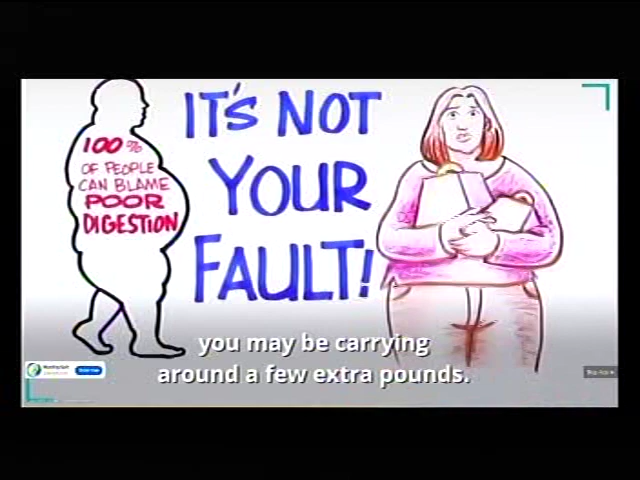 IT'S NOT
YOUR
FAULT!
100%
OF PEOPLE
CAN BLAME
POOR
DIGESTION
you may be carrying
around a few extra pounds.